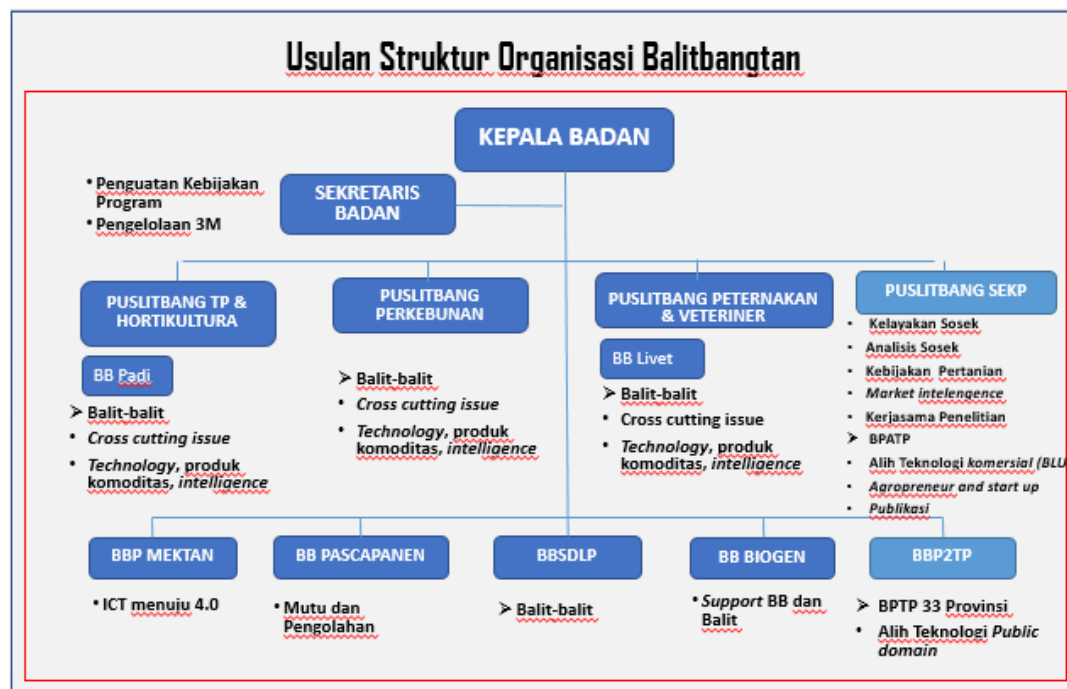 Usulan Struktur Organisasi Balitbangtan
KEPALA BADAN
• Penguatan Kebijakan
Program
• Pengelolaan 3M
SEKRETARIS
BADAN
PUSLITBANG TP &
HORTIKULTURA
BB Padi
➢ Balit-balit
• Cross cutting issue
• Technology, produk
komoditas, intelligence
PUSLITBANG
PERKEBUNAN
➢ Balit-balit
• Cross cutting issue
• Technology, produk
komoditas, intelligence
PUSLITBANG PETERNAKAN
& VETERINER
BB Livet
➢ Balit-balit
• Cross cutting issue
• Technology, produk
komoditas, intelligence
PUSLITBANG SEKP
• Kelayakan Sosek
• Analisis Sosek
• Kebijakan Pertanian
• Market intelengence
• Kerjasama Penelitian
➢ BPATP
• Alih Teknologi komersial (BLU
• Agropreneur and start up
• Publikasi
BBP MEKTAN
• ICT menuju 4.0
BB PASCAPANEN
• Mutu dan
Pengolahan
BBSDLP
➢ Balit-balit
BB BIOGEN
• Support BB dan
Balit
BBP2TP
➢ BPTP 33 Provinsi
• Alih Teknologi Public
domain